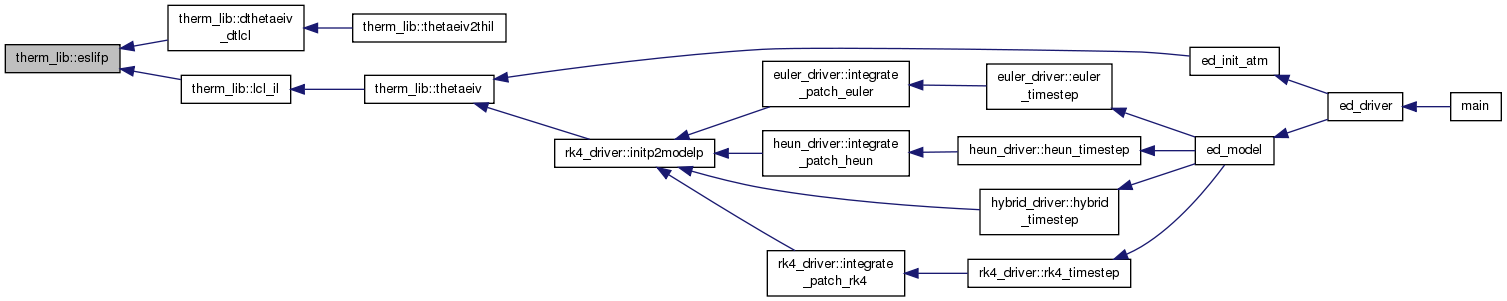 therm_lib::eslifp
therm_lib::dthetaeiv
_dtlcl
therm_lib::thetaeiv2thil
therm_lib::lcl_il
therm_lib::thetaeiv
rk4_driver::initp2modelp
euler_driver::integrate
_patch_euler
euler_driver::euler
_timestep
heun_driver::integrate
_patch_heun
heun_driver::heun_timestep
hybrid_driver::hybrid
_timestep
rk4_driver::integrate
_patch_rk4
rk4_driver::rk4_timestep
ed_init_atm
ed_model
ed_driver
main